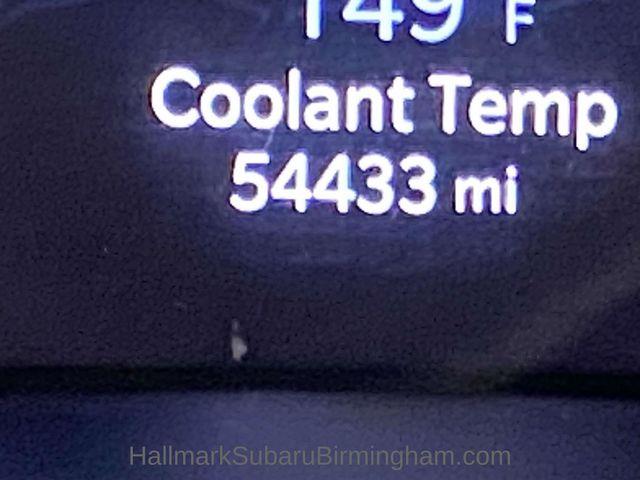 149 F
Coolant Temp
54433 mi
HallmarkSubaruBirmingham.com